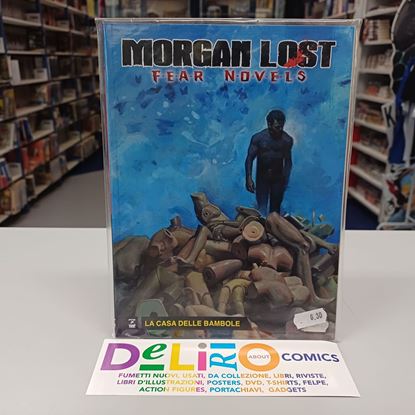 MORGAN LOST
FEAR NOVELS
LA CASA DELLE BAMBOLE
6,30
DeLiRiO ABOUT COMICS
FUMETTI NUOVI, USATI, DA COLLEZIONE, LIBRI, RIVISTE,
LIBRI D'ILLUSTRAZIONI, POSTERS, DVD, T-SHIRTS, FELPE,
ACTION FIGURES, PORTACHIAVI, GADGETS